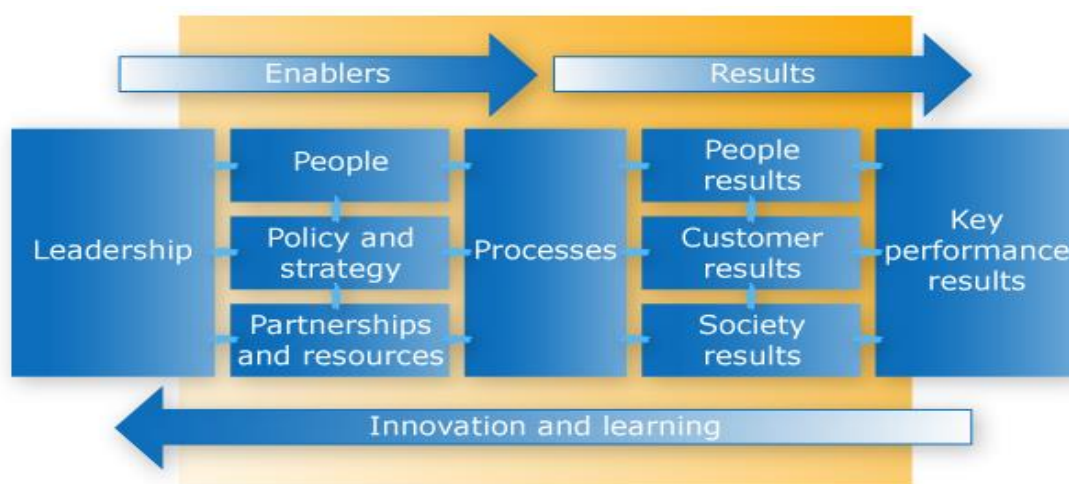 Enablers
Results
Leadership
People
Policy and
strategy
Partnerships
and resources
Processes
People
results
Customer
results
Society
results
Key
performance
results
Innovation and learning